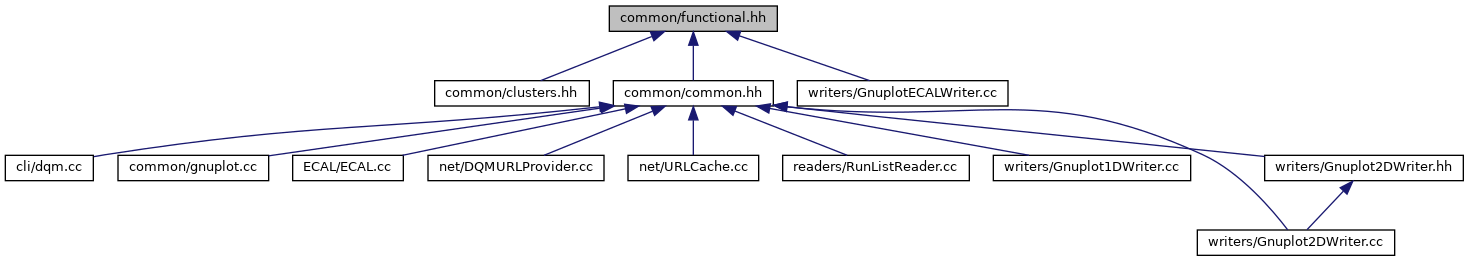 common/functional.hh
common/clusters.hh
common/common.hh
writers/GnuplotECALWriter.cc
cli/dqm.cc
common/gnuplot.cc
ECAL/ECAL.cc
net/DQMURLProvider.cc
net/URLCache.cc
readers/RunListReader.cc
writers/Gnuplot1DWriter.cc
writers/Gnuplot2DWriter.hh
writers/Gnuplot2DWriter.cc